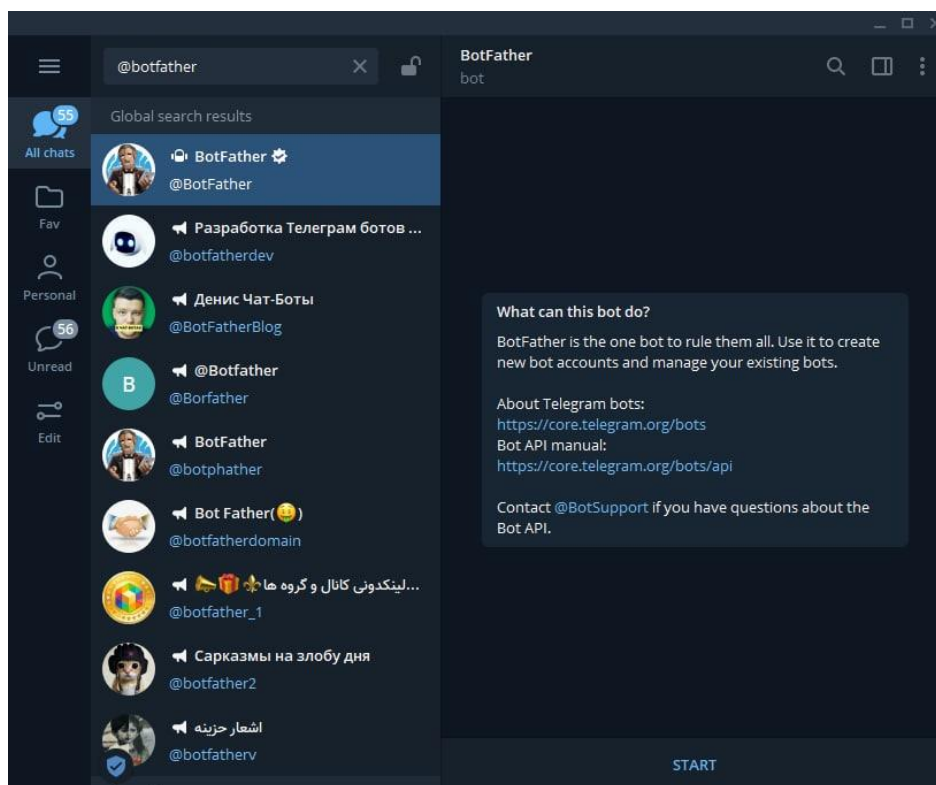 @botfather
BotFather
bot
55
All chats
Fav
Personal
56
Unread
Edit
Global search results
BotFather
@BotFather
Разработка Телеграм ботов ...
@botfatherdev
Денис Чат-Боты
@BotFatherBlog
B
@Botfather
@Borfather
BotFather
@botphather
Bot Father(🤑)
@botfatherdomain
لینکدونی کانال و گروه ها⚜️🎁📯...
@botfather_1
Сарказмы на злобу дня
@botfather2
اشعار حزینه
@botfatherv
What can this bot do?
BotFather is the one bot to rule them all. Use it to create
new bot accounts and manage your existing bots.
About Telegram bots:
https://core.telegram.org/bots
Bot API manual:
https://core.telegram.org/bots/api
Contact @BotSupport if you have questions about the
Bot API.
START